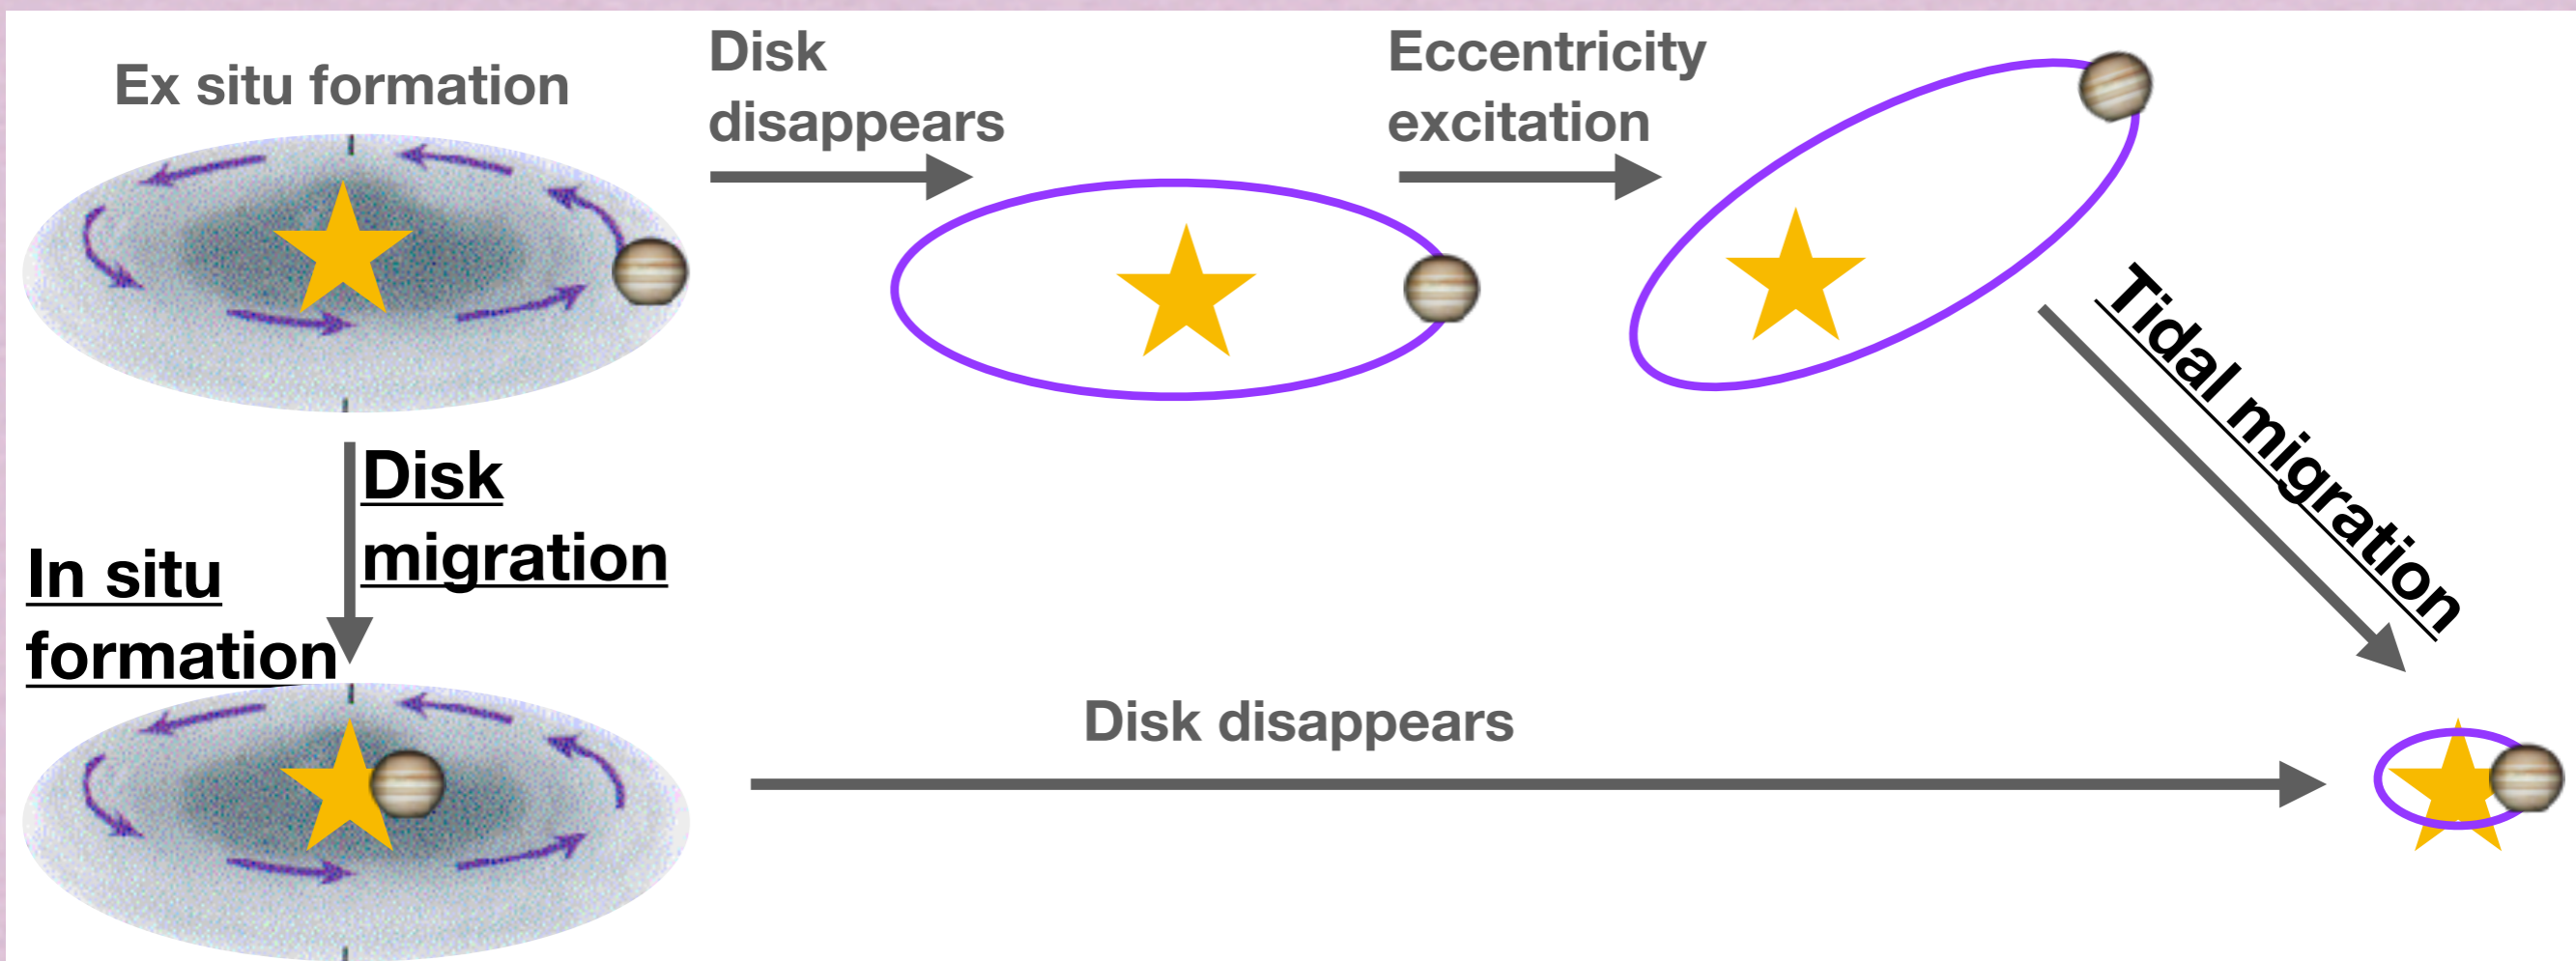 Ex situ formation
Disk
disappears
Eccentricity
excitation
Tidal migration
Disk
migration
In situ
formation
Disk disappears